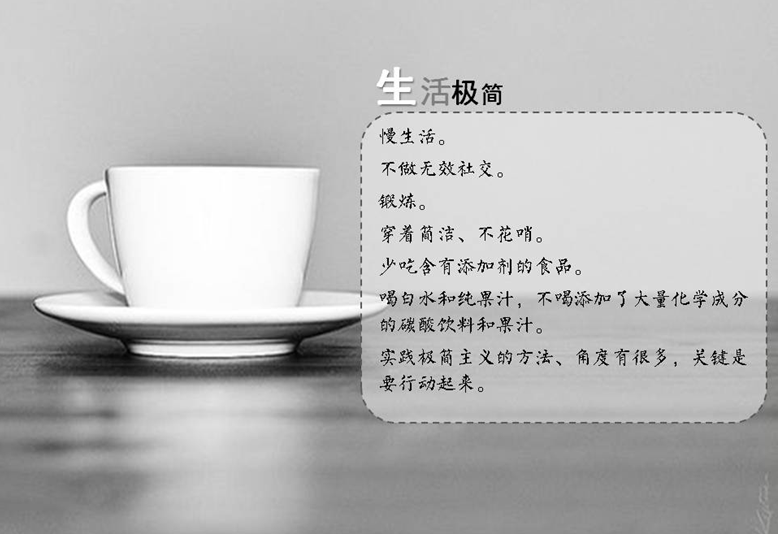 生活极简
慢生活。
不做无效社交。
锻炼。
穿着简洁、不花哨。
少吃含有添加剂的食品。
喝白水和纯果汁，不喝添加了大量化学成分
的碳酸饮料和果汁。
实践极简主义的方法、角度有很多，关键是
要行动起来。